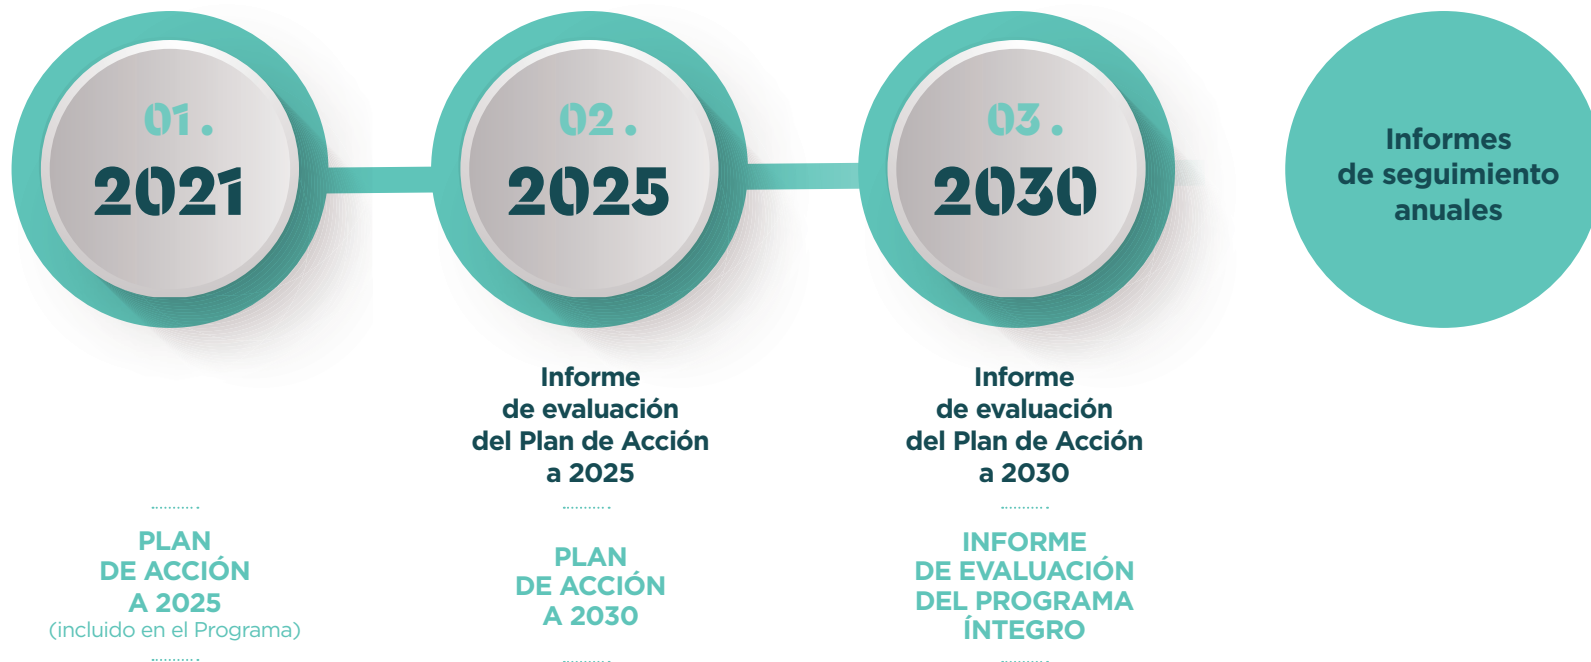 01.
2021
PLAN
DE ACCIÓN
A 2025
(incluido en el Programa)
02.
2025
Informe
de evaluación
del Plan de Acción
a 2025
PLAN
DE ACCIÓN
A 2030
03.
2030
Informe
de evaluación
del Plan de Acción
a 2030
INFORME
DE EVALUACIÓN
DEL PROGRAMA
ÍNTEGRO
Informes
de seguimiento
anuales